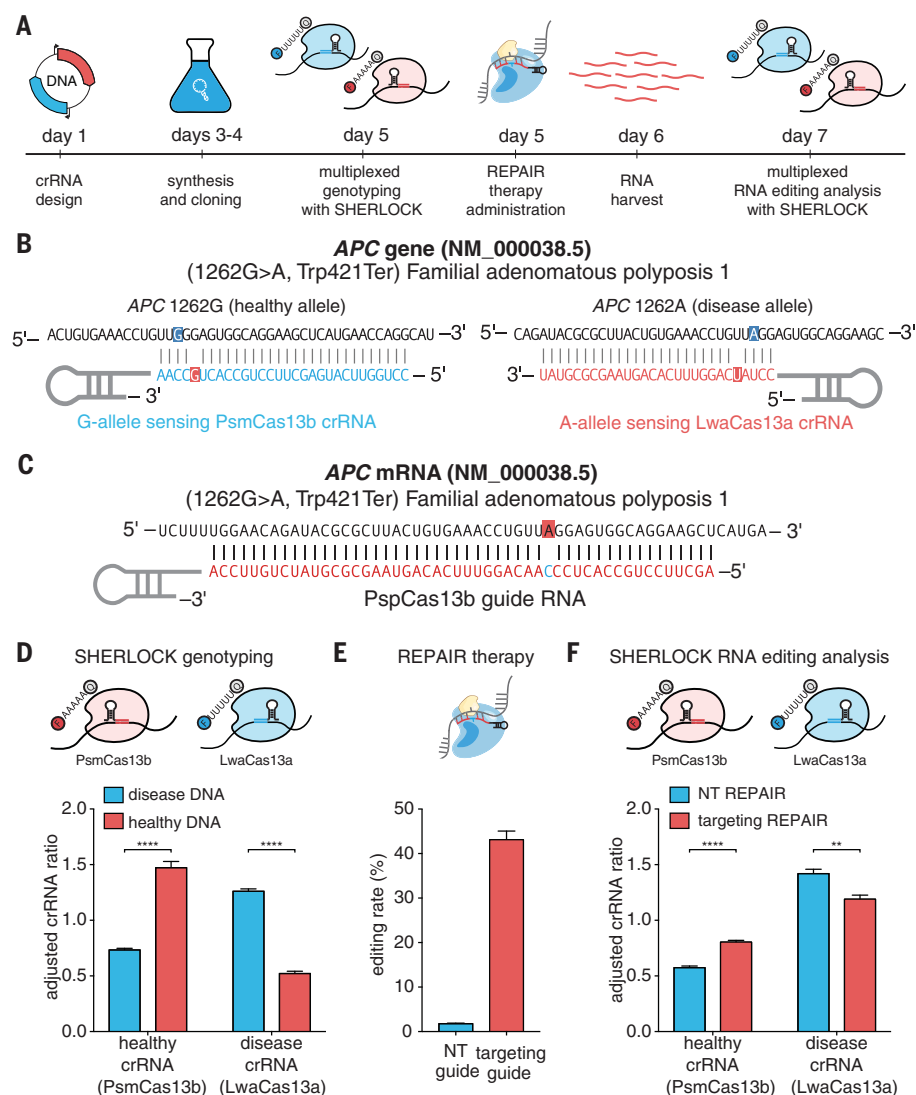 A
DNA
F UUUUU Q
F AAAAA Q
F UUUUU Q
F AAAAA Q
day 1
days 3-4
day 5
day 5
day 6
day 7
crRNA
design
synthesis
and cloning
multiplexed
genotyping
with SHERLOCK
REPAIR
therapy
administration
RNA
harvest
multiplexed
RNA editing analysis
with SHERLOCK
B
APC gene (NM_000038.5)
(1262G>A, Trp421Ter) Familial adenomatous polyposis 1
APC 1262G (healthy allele)
5'– ACUGUGAAACCUGUUGGGAGUGGCAGGAAGCUCAUGAACCAGGCAU –3'
AACCGUCACCGUCCUUCGAGUACUUGGUCC – 5'
– 3'
G-allele sensing PsmCas13b crRNA
APC 1262A (disease allele)
5'– CAGAUACGCGCUUACUGUGAAACCUGUUAGGAGUGGCAGGAAGC –3'
3'– UAUGCGCGAAUGACACUUUGGACUAUCC
5'–
A-allele sensing LwaCas13a crRNA
C
APC mRNA (NM_000038.5)
(1262G>A, Trp421Ter) Familial adenomatous polyposis 1
5' –UCUUUUGGAACAGAUACGCGCUUACUGUGAAACCUGUUAGGAGUGGCAGGAAGCUCAUGA– 3'
ACCUUGUCUAUGCGCGAAUGACACUUUGGACAACCCUCACCGUCCUUCGA –5'
–3'
PspCas13b guide RNA
D
SHERLOCK genotyping
F AAAAA Q
F UUUUU Q
PsmCas13b
LwaCas13a
disease DNA
healthy DNA
adjusted crRNA ratio
2.0
1.5
1.0
0.5
0.0
****
****
healthy
crRNA
(PsmCas13b)
disease
crRNA
(LwaCas13a)
E
REPAIR therapy
editing rate (%)
50
40
30
20
10
0
NT
guide
targeting
guide
F
SHERLOCK RNA editing analysis
F AAAAA Q
F UUUUU Q
PsmCas13b
LwaCas13a
NT REPAIR
targeting REPAIR
adjusted crRNA ratio
2.0
1.5
1.0
0.5
0.0
****
**
healthy
crRNA
(PsmCas13b)
disease
crRNA
(LwaCas13a)